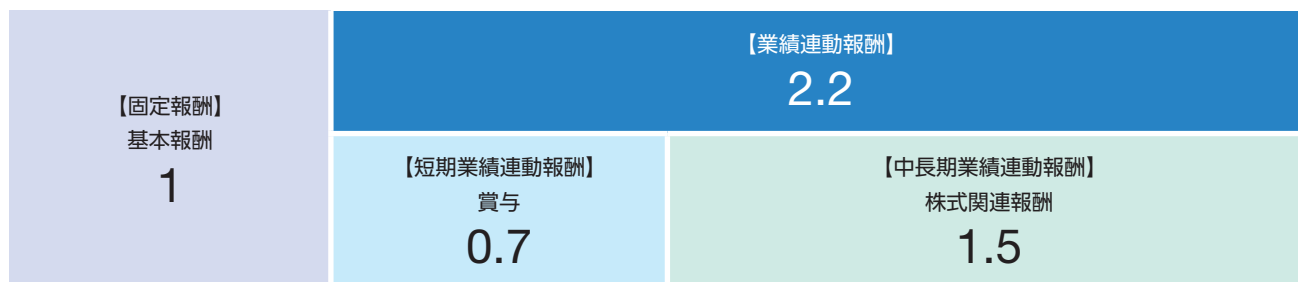 【固定報酬】
基本報酬
1
【業績連動報酬】
2.2
【短期業績連動報酬】
賞与
0.7
【中長期業績連動報酬】
株式関連報酬
1.5